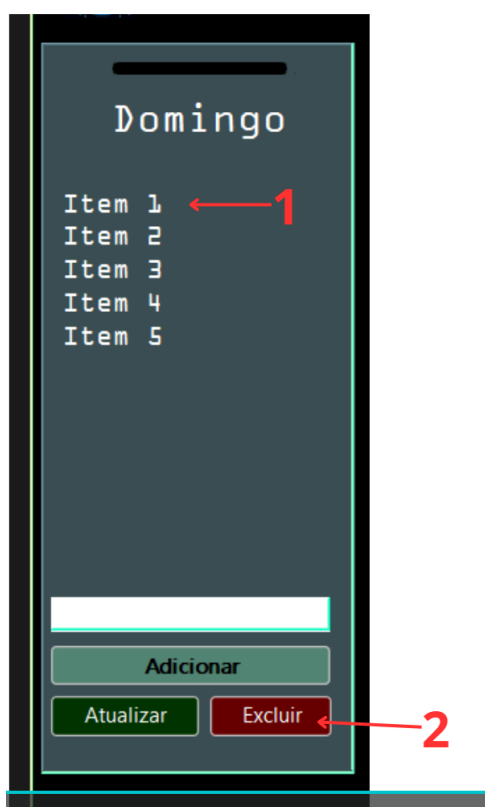 Domingo
Item 1
1
Item 2
Item 3
Item 4
Item 5
Adicionar
Atualizar
Excluir
2